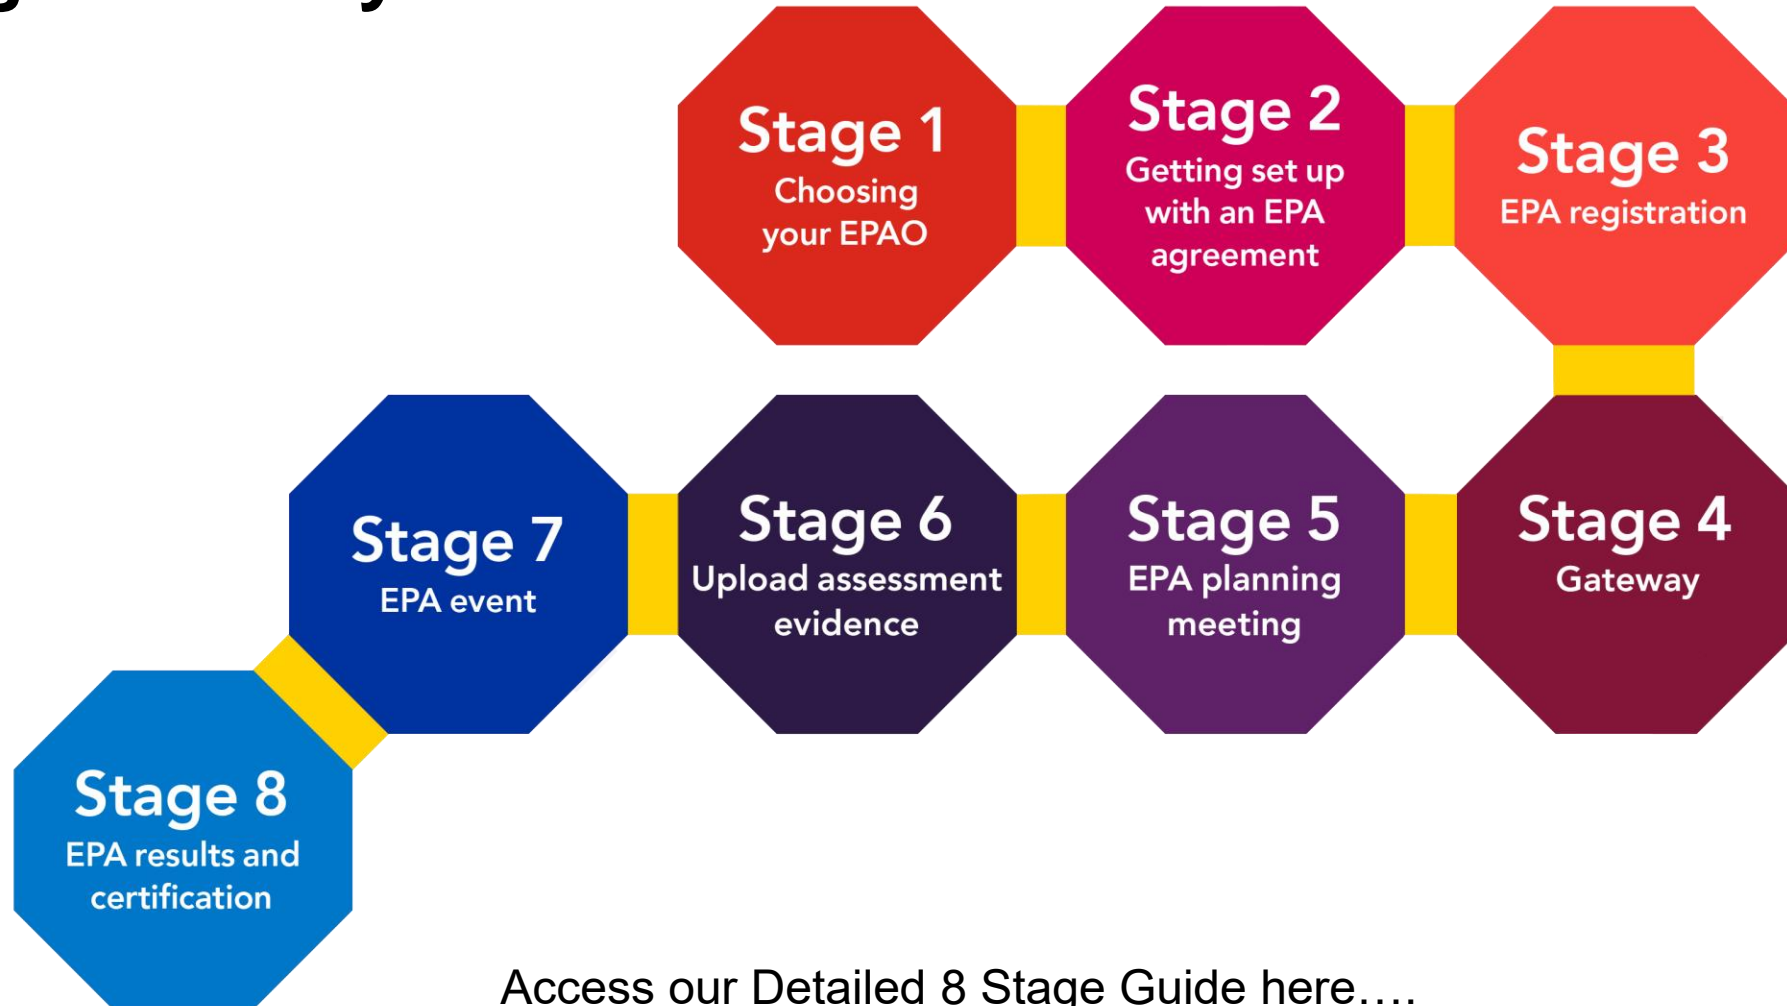 Stage 1
Choosing
your EPAO
Stage 2
Getting set up
with an EPA
agreement
Stage 3
EPA registration
Stage 4
Gateway
Stage 5
EPA planning
meeting
Stage 6
Upload assessment
evidence
Stage 7
EPA event
Stage 8
EPA results and
certification
Access our Detailed 8 Stage Guide here….